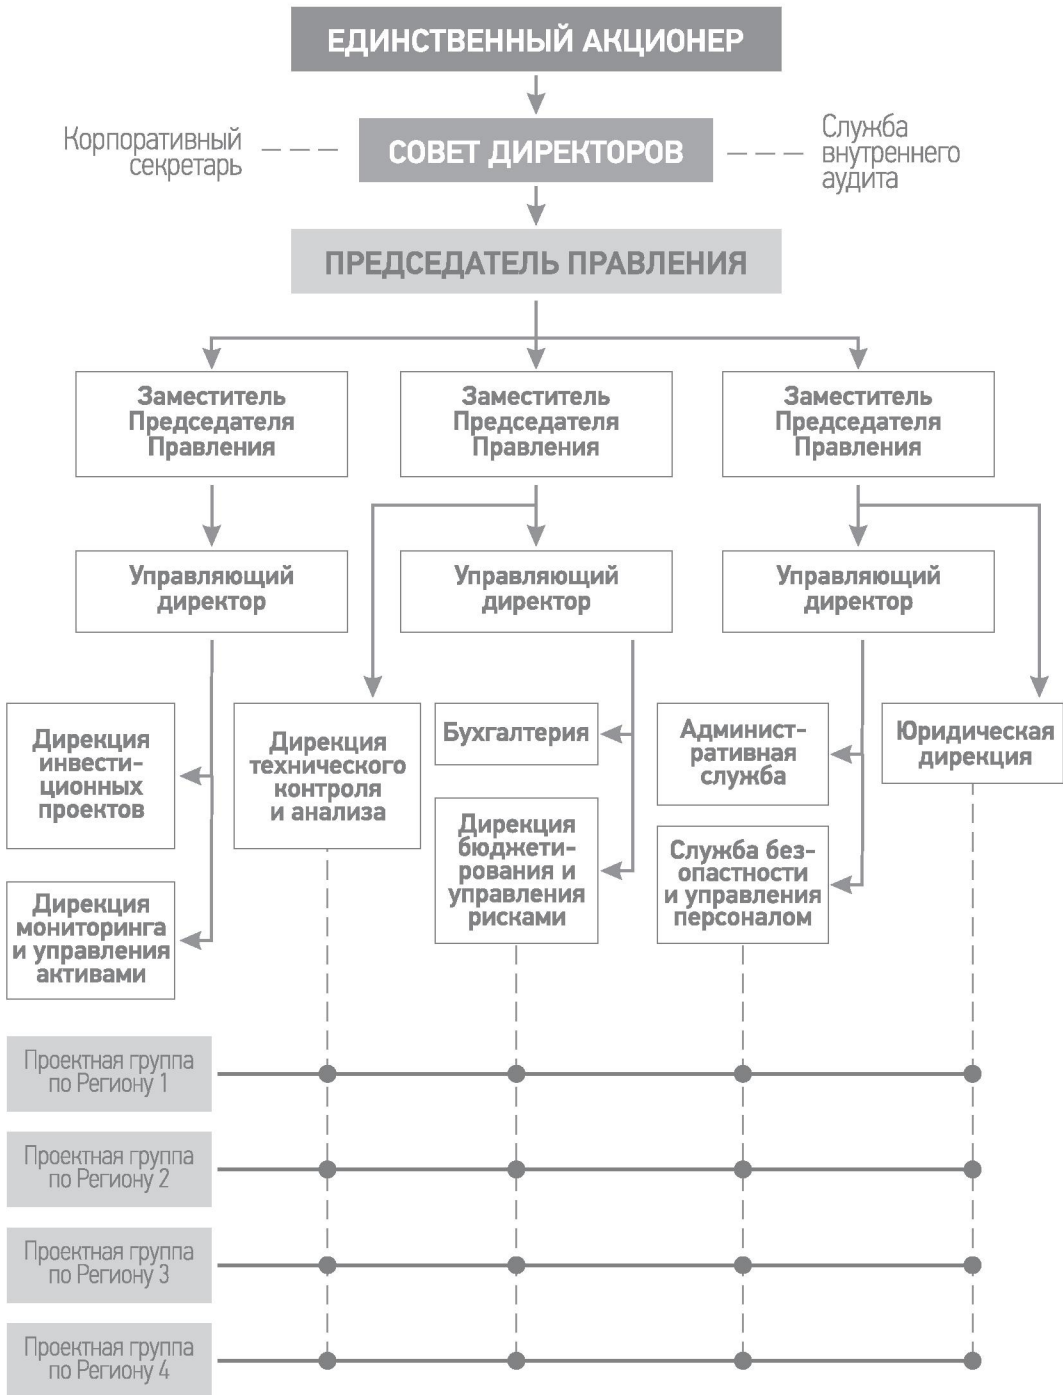 ЕДИНСТВЕННЫЙ АКЦИОНЕР
Корпоративный
секретарь
СОВЕТ ДИРЕКТОРОВ
Служба
внутреннего
аудита
ПРЕДСЕДАТЕЛЬ ПРАВЛЕНИЯ
Заместитель
Председателя
Правления
Заместитель
Председателя
Правления
Заместитель
Председателя
Правления
Управляющий
директор
Управляющий
директор
Управляющий
директор
Дирекция
инвести-
ционных
проектов
Дирекция
технического
контроля
и анализа
Бухгалтерия
Админист-
ративная
служба
Юридическая
дирекция
Дирекция
мониторинга
и управления
активами
Дирекция
бюджети-
рования и
управления
рисками
Служба без-
опастности
и управления
персоналом
Проектная группа
по Региону 1
Проектная группа
по Региону 2
Проектная группа
по Региону 3
Проектная группа
по Региону 4